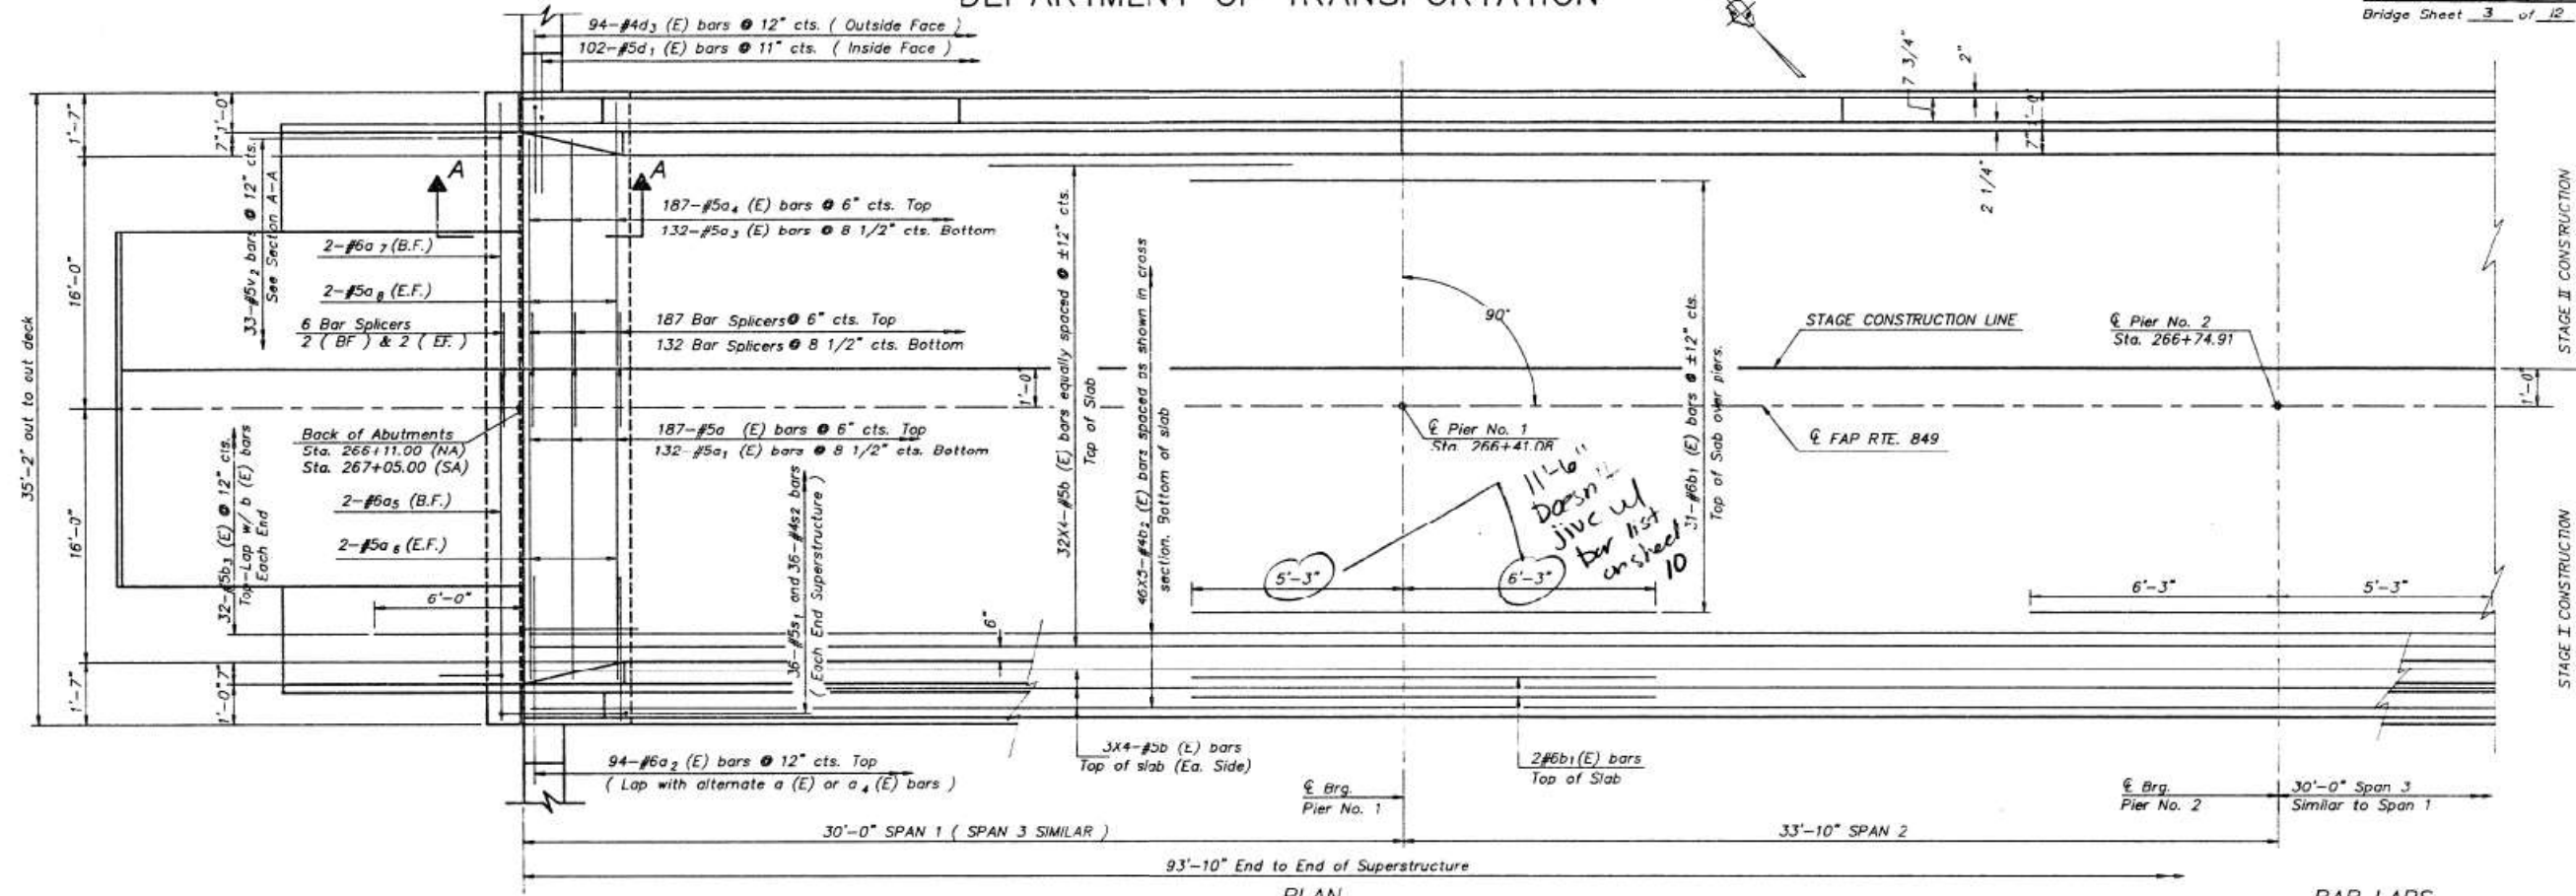 DEPARTMENT OF TRANSPORTATION
Bridge Sheet 3 of 12
94-#4d3 (E) bars @ 12" cts. ( Outside Face )
102-#5d1 (E) bars @ 11" cts. ( Inside Face )
7 3/4"
2"
1'-7"
7"
1'-0"
7"
1'-0"
2 1/4"
35'-2" out to out deck
16'-0"
16'-0"
1'-7"
1'-0"
7"
33-#5v2 bars @ 12" cts.
See Section A-A
A
A
187-#5a4 (E) bars @ 6" cts. Top
132-#5a3 (E) bars @ 8 1/2" cts. Bottom
2-#6a7 (B.F.)
2-#5a8 (E.F.)
6 Bar Splicers
2 ( BF ) & 2 ( EF. )
187 Bar Splicers @ 6" cts. Top
132 Bar Splicers @ 8 1/2" cts. Bottom
Back of Abutments
Sta. 266+11.00 (NA)
Sta. 267+05.00 (SA)
187-#5a (E) bars @ 6" cts. Top
132-#5a1 (E) bars @ 8 1/2" cts. Bottom
2-#6a5 (B.F.)
2-#5a6 (E.F.)
32-#5b3 (E) @ 12" cts.
Top-Lap w/ b (E) bars
Each End
6'-0"
36-#5s1 and 36-#4s2 bars
( Each End Superstructure )
6"
1'-0"
32X4-#5b (E) bars equally spaced @ ±12" cts.
Top of Slab
46X3-#4b2 (E) bars spaced as shown in cross
section. Bottom of slab
90°
31-#6b1 (E) bars @ ±12" cts.
Top of Slab over piers.
STAGE CONSTRUCTION LINE
℄ Pier No. 2
Sta. 266+74.91
℄ Pier No. 1
Sta. 266+41.08
℄ FAP RTE. 849
1'-0"
STAGE II CONSTRUCTION
STAGE I CONSTRUCTION
11'-6"
Doesn't
jive w/
bar list
on sheet
10
5'-3"
6'-3"
6'-3"
5'-3"
94-#6a2 (E) bars @ 12" cts. Top
( Lap with alternate a (E) or a4 (E) bars )
3X4-#5b (E) bars
Top of slab (Ea. Side)
2#6b1(E) bars
Top of Slab
℄ Brg.
Pier No. 1
℄ Brg.
Pier No. 2
30'-0" Span 3
Similar to Span 1
30'-0" SPAN 1 ( SPAN 3 SIMILAR )
33'-10" SPAN 2
93'-10" End to End of Superstructure
PLAN
BAR LAPS